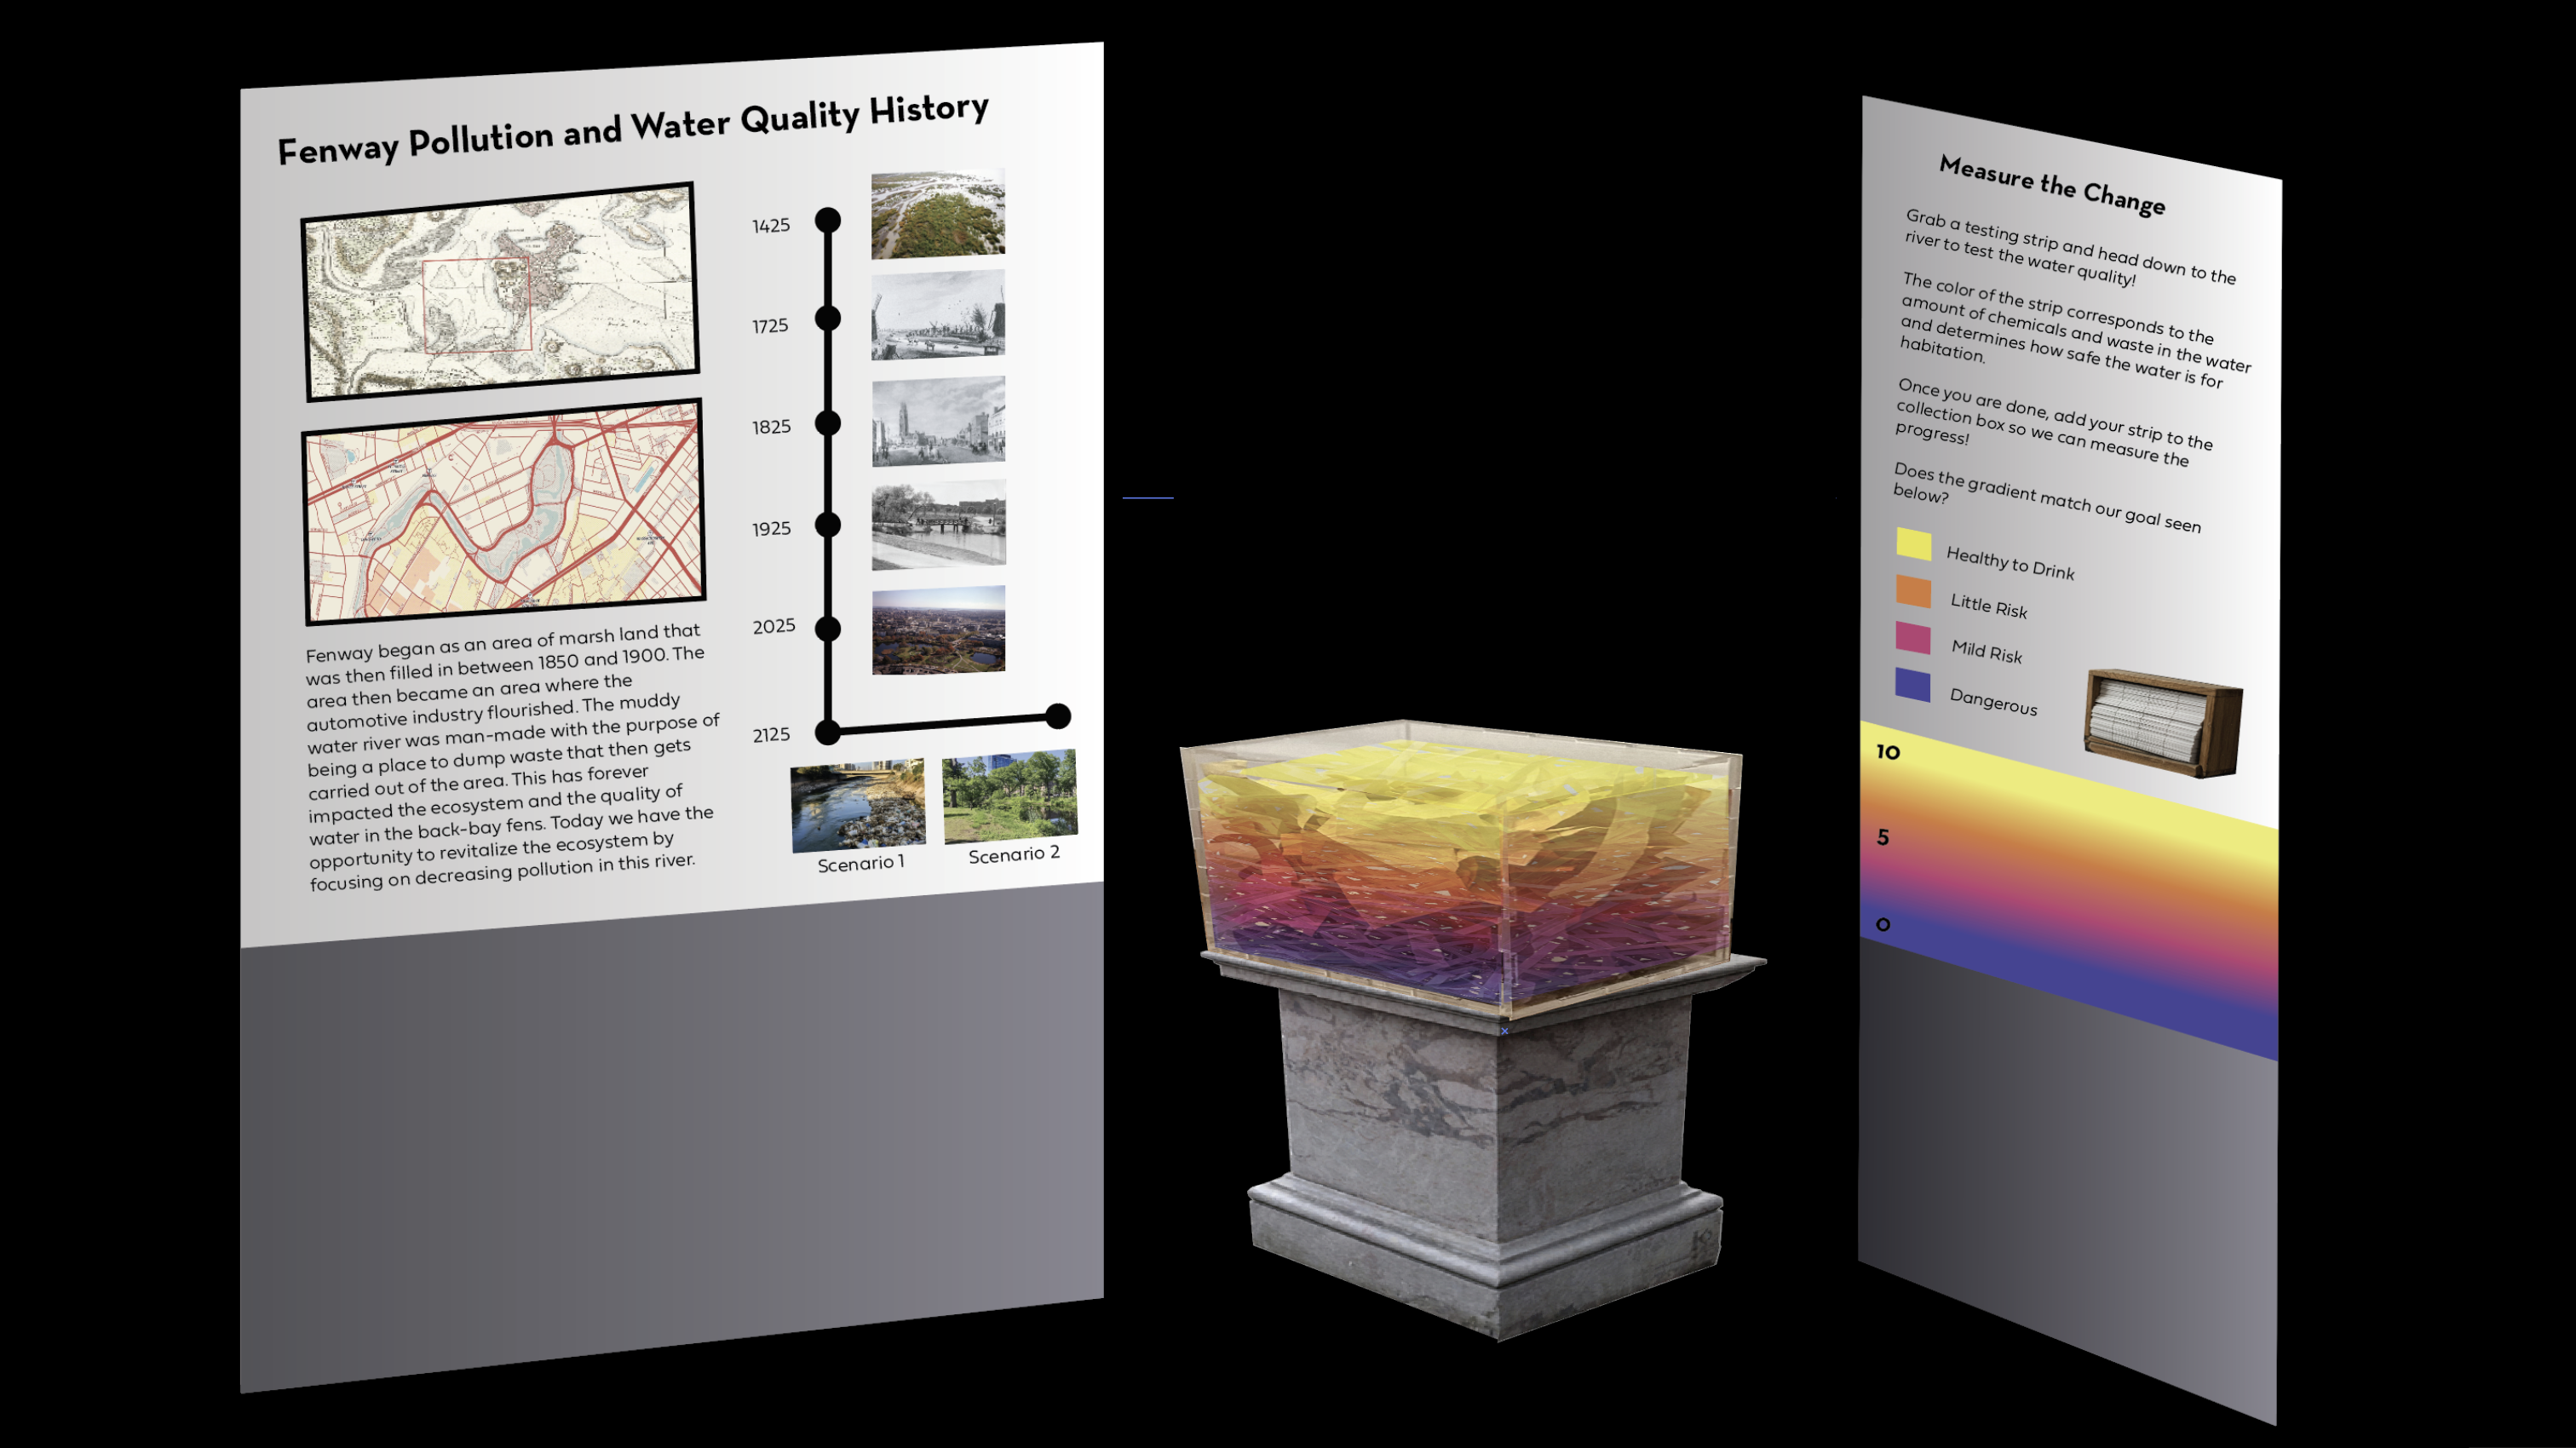 Fenway Pollution and Water Quality History
1425
1725
1825
1925
2025
2125
Scenario 1
Scenario 2
Fenway began as an area of marsh land that
was then filled in between 1850 and 1900. The
area then became an area where the
automotive industry flourished. The muddy
water river was man-made with the purpose of
being a place to dump waste that then gets
carried out of the area. This has forever
impacted the ecosystem and the quality of
water in the back-bay fens. Today we have the
opportunity to revitalize the ecosystem by
focusing on decreasing pollution in this river.
Measure the Change
Grab a testing strip and head down to the
river to test the water quality!
The color of the strip corresponds to the
amount of chemicals and waste in the water
and determines how safe the water is for
habitation.
Once you are done, add your strip to the
collection box so we can measure the
progress!
Does the gradient match our goal seen
below?
Healthy to Drink
Little Risk
Mild Risk
Dangerous
10
5
0